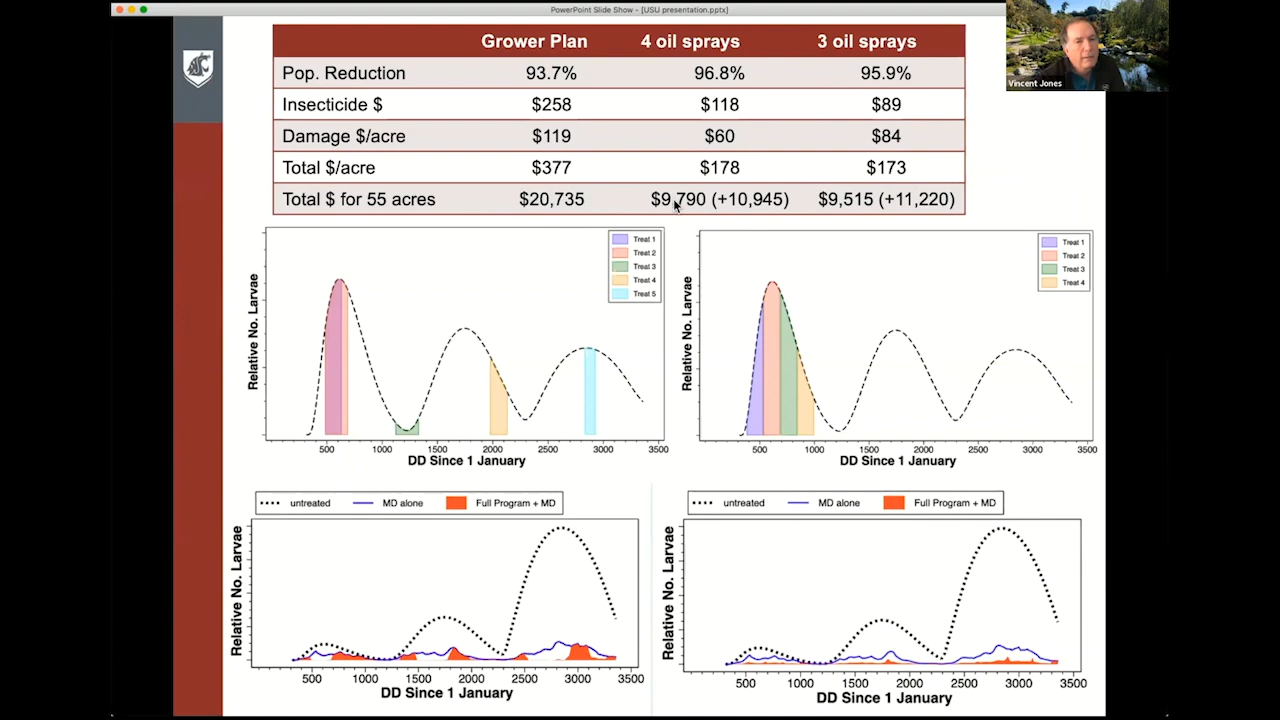 PowerPoint Slide Show - [USU presentation.pptx]
Vincent Jones
Grower Plan 4 oil sprays 3 oil sprays
Pop. Reduction 93.7% 96.8% 95.9%
Insecticide $ $258 $118 $89
Damage $/acre $119 $60 $84
Total $/acre $377 $178 $173
Total $ for 55 acres $20,735 $9,790 (+10,945) $9,515 (+11,220)
Relative No. Larvae
Treat 1
Treat 2
Treat 3
Treat 4
Treat 5
500 1000 1500 2000 2500 3000 3500
DD Since 1 January
Relative No. Larvae
Treat 1
Treat 2
Treat 3
Treat 4
500 1000 1500 2000 2500 3000 3500
DD Since 1 January
untreated MD alone Full Program + MD
Relative No. Larvae
500 1000 1500 2000 2500 3000 3500
DD Since 1 January
untreated MD alone Full Program + MD
Relative No. Larvae
500 1000 1500 2000 2500 3000 3500
DD Since 1 January